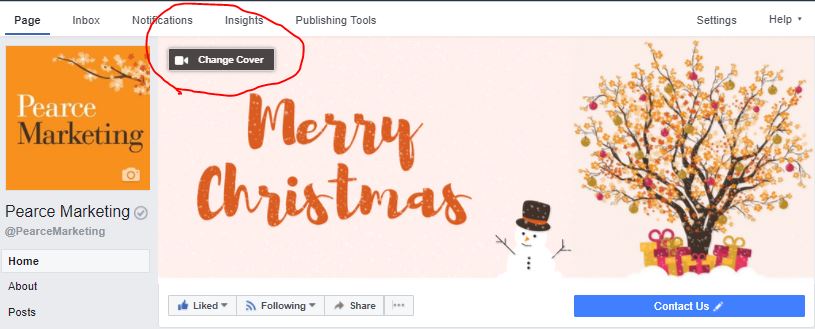 Page Inbox Notifications Insights Publishing Tools Settings Help
Change Cover
Pearce
Marketing
Merry
Christmas
Pearce Marketing
@PearceMarketing
Home
About
Posts
Liked Following Share ...
Contact Us